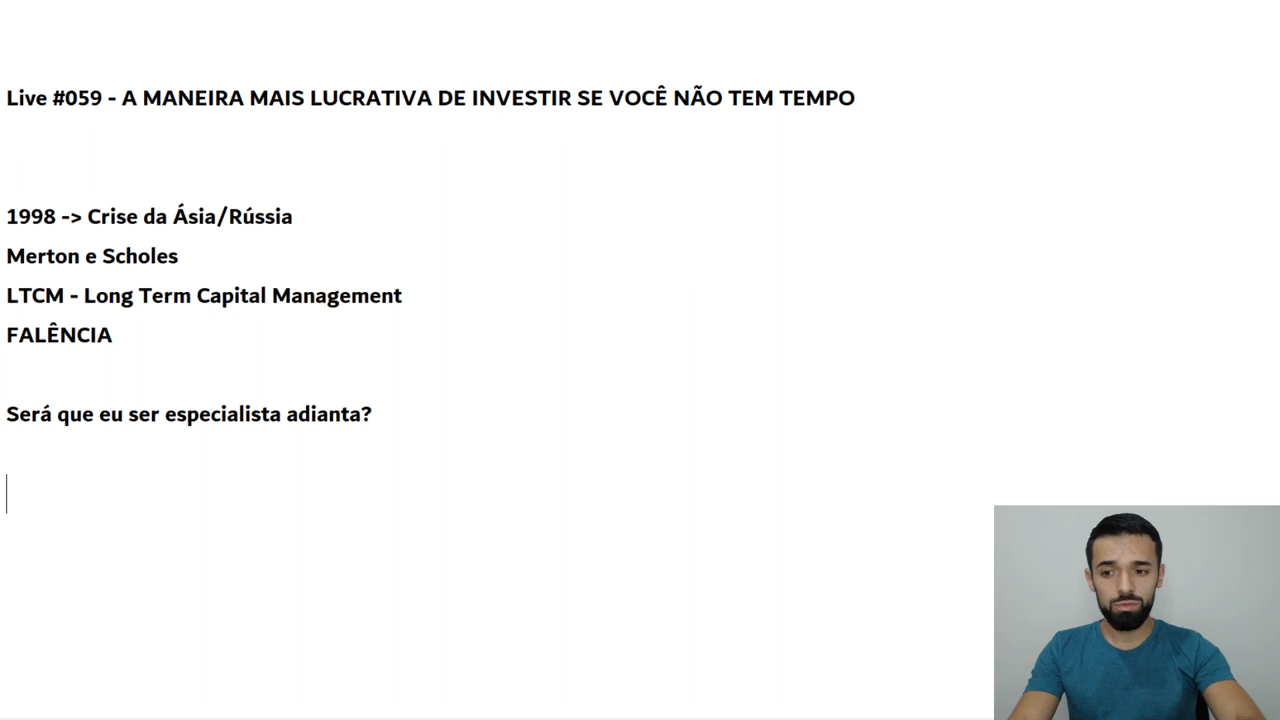 Live #059 - A MANEIRA MAIS LUCRATIVA DE INVESTIR SE VOCÊ NÃO TEM TEMPO
1998 -> Crise da Ásia/Rússia
Merton e Scholes
LTCM - Long Term Capital Management
FALÊNCIA
Será que eu ser especialista adianta?